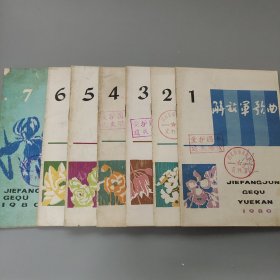 7
6
5
4
3
2
1
解放军歌曲
JIEFANGJUN
GEQU
1980
JIEFANGJUN
GEQU
YUEKAN
1980